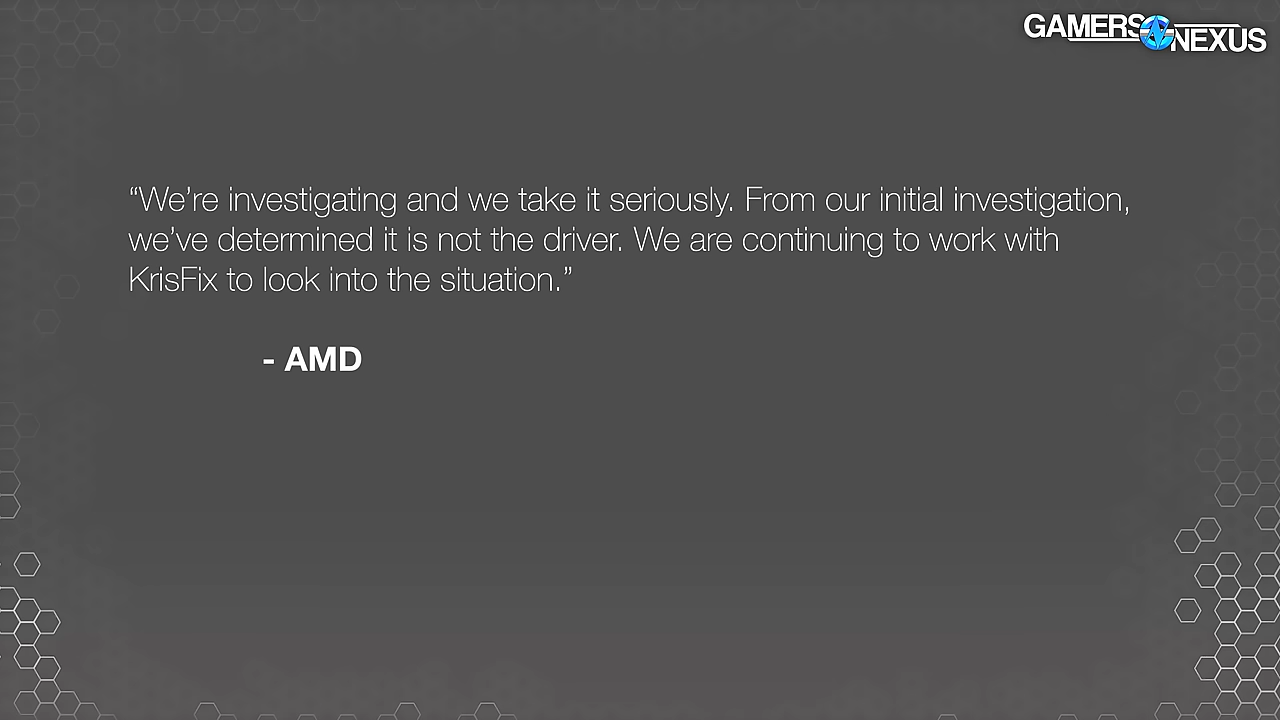 GAMERS NEXUS
“We’re investigating and we take it seriously. From our initial investigation,
we’ve determined it is not the driver. We are continuing to work with
KrisFix to look into the situation.”
- AMD